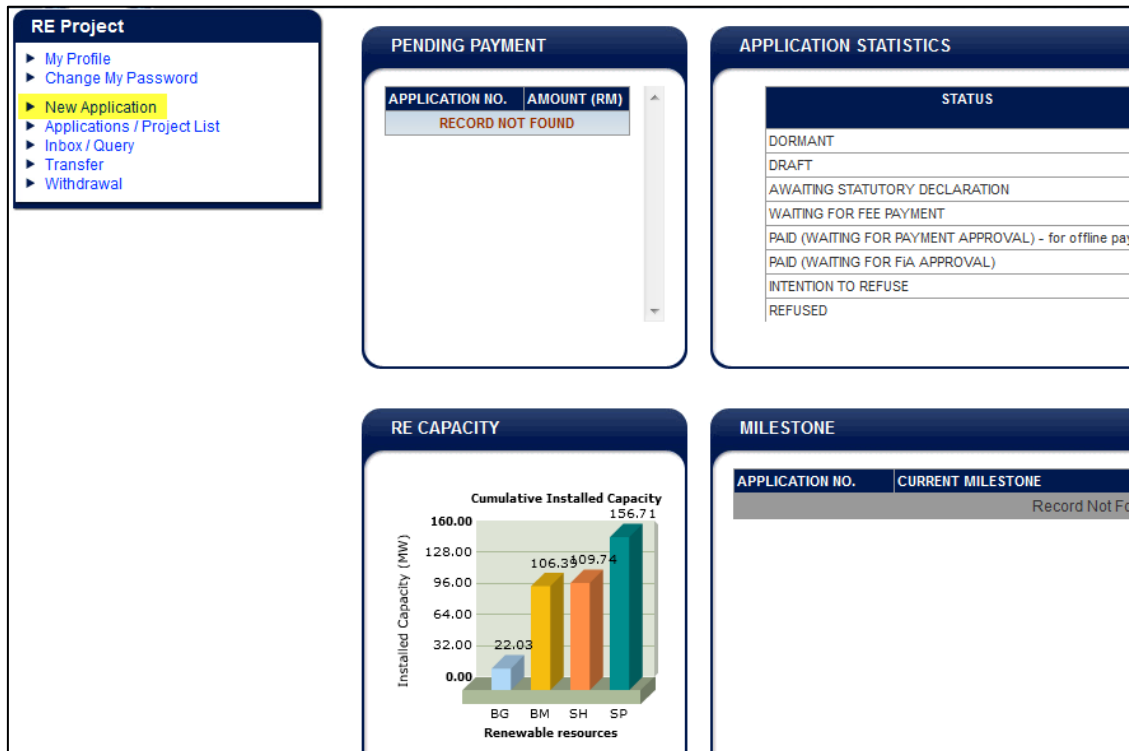 RE Project
My Profile
Change My Password
New Application
Applications / Project List
Inbox / Query
Transfer
Withdrawal
PENDING PAYMENT
APPLICATION NO. AMOUNT (RM)
RECORD NOT FOUND
APPLICATION STATISTICS
STATUS
DORMANT
DRAFT
AWAITING STATUTORY DECLARATION
WAITING FOR FEE PAYMENT
PAID (WAITING FOR PAYMENT APPROVAL) - for offline pay
PAID (WAITING FOR FiA APPROVAL)
INTENTION TO REFUSE
REFUSED
RE CAPACITY
Cumulative Installed Capacity
156.71
160.00
128.00
106.39 109.74
96.00
64.00
32.00
22.03
0.00
Installed Capacity (MW)
BG BM SH SP
Renewable resources
MILESTONE
APPLICATION NO. CURRENT MILESTONE
Record Not Fo